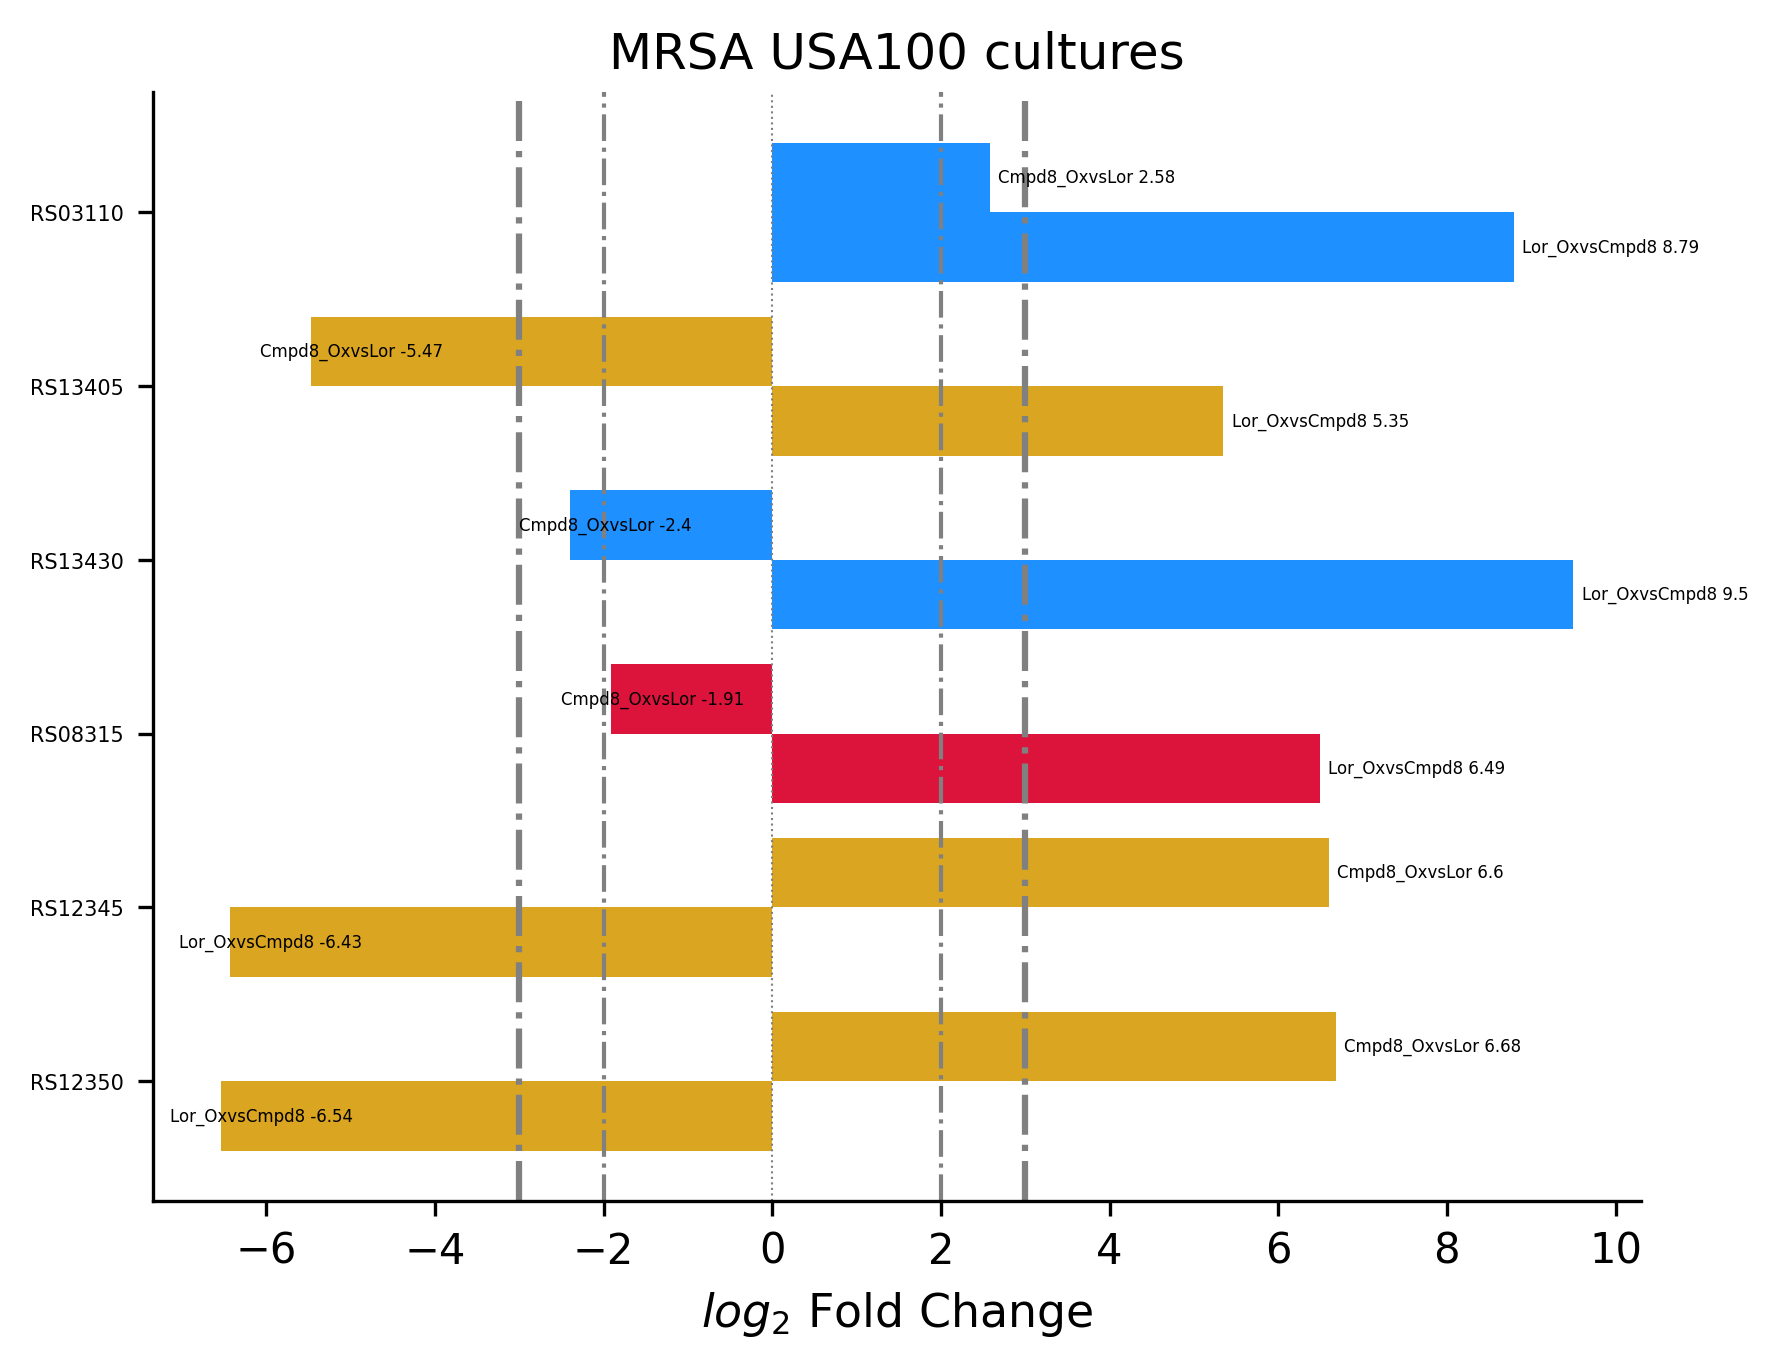 MRSA USA100 cultures
Cmpd8_OxvsLor 2.58
RS03110
Lor_OxvsCmpd8 8.79
Cmpd8_OxvsLor -5.47
RS13405
Lor_OxvsCmpd8 5.35
Cmpd8_OxvsLor -2.4
RS13430
Lor_OxvsCmpd8 9.5
Cmpd8_OxvsLor -1.91
RS08315
Lor_OxvsCmpd8 6.49
Cmpd8_OxvsLor 6.6
RS12345
Lor_OxvsCmpd8 -6.43
Cmpd8_OxvsLor 6.68
RS12350
Lor_OxvsCmpd8 -6.54
−6 −4 −2 0 2 4 6 8 10
log₂ Fold Change